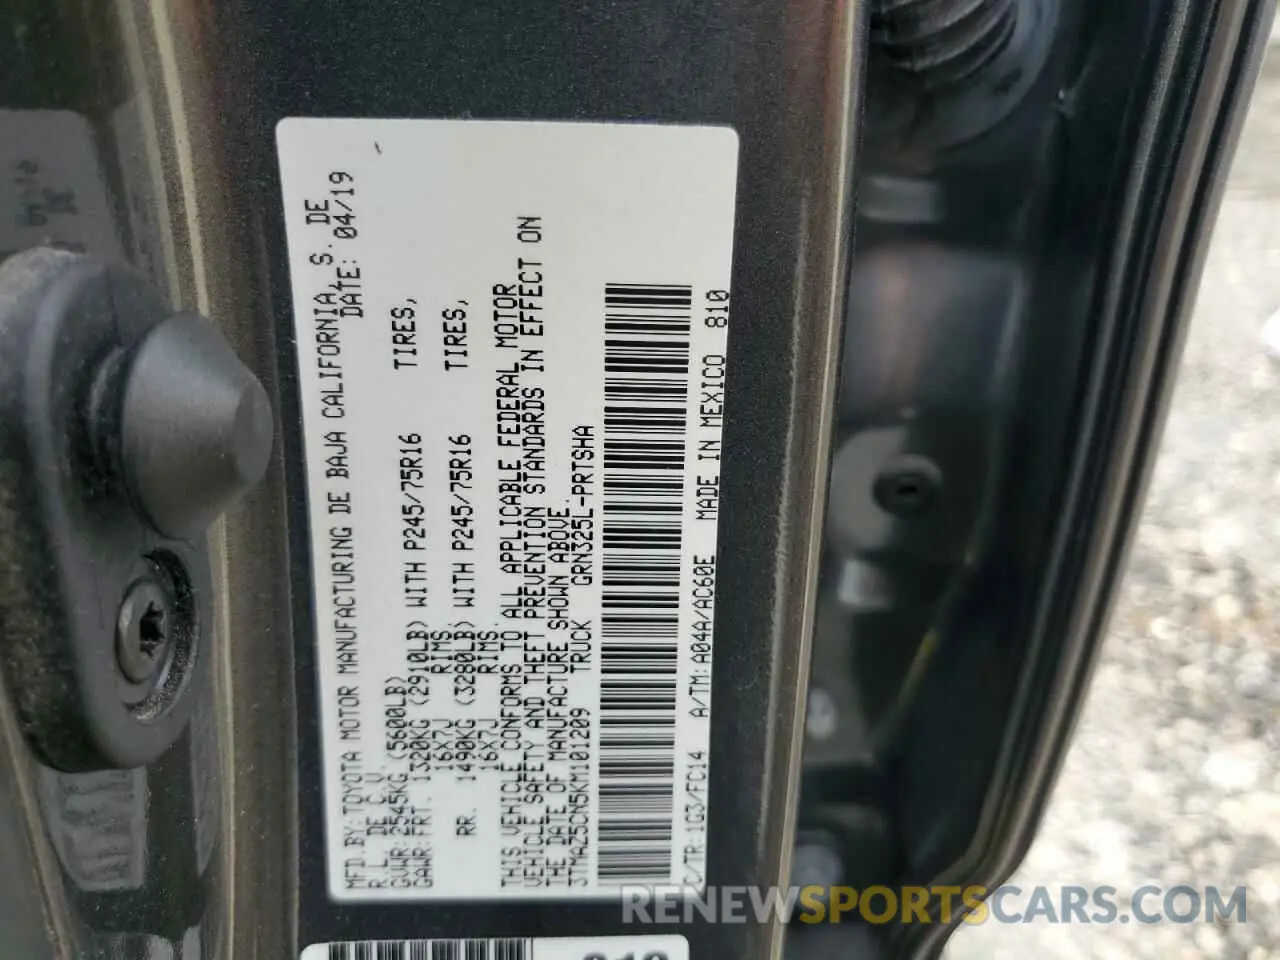 MFD.BY:TOYOTA MOTOR MANUFACTURING DE BAJA CALIFORNIA, S. DE
R.L. DE C.V. DATE: 04/19
GVWR:2545KG (5600LB)
GAWR:FRT. 1320KG (2910LB) WITH P245/75R16 TIRES,
16X7J RIMS
RR. 1490KG (3280LB) WITH P245/75R16 TIRES,
16X7J RIMS.
THIS VEHICLE CONFORMS TO ALL APPLICABLE FEDERAL MOTOR
VEHICLE SAFETY AND THEFT PREVENTION STANDARDS IN EFFECT ON
THE DATE OF MANUFACTURE SHOWN ABOVE.
3TMAZ5CN5KM101209 TRUCK GRN325L-PRTSHA
C/TR:1G3/FC14 A/TM:A04A/AC60E MADE IN MEXICO 810
RENEWSPORTSCARS.COM